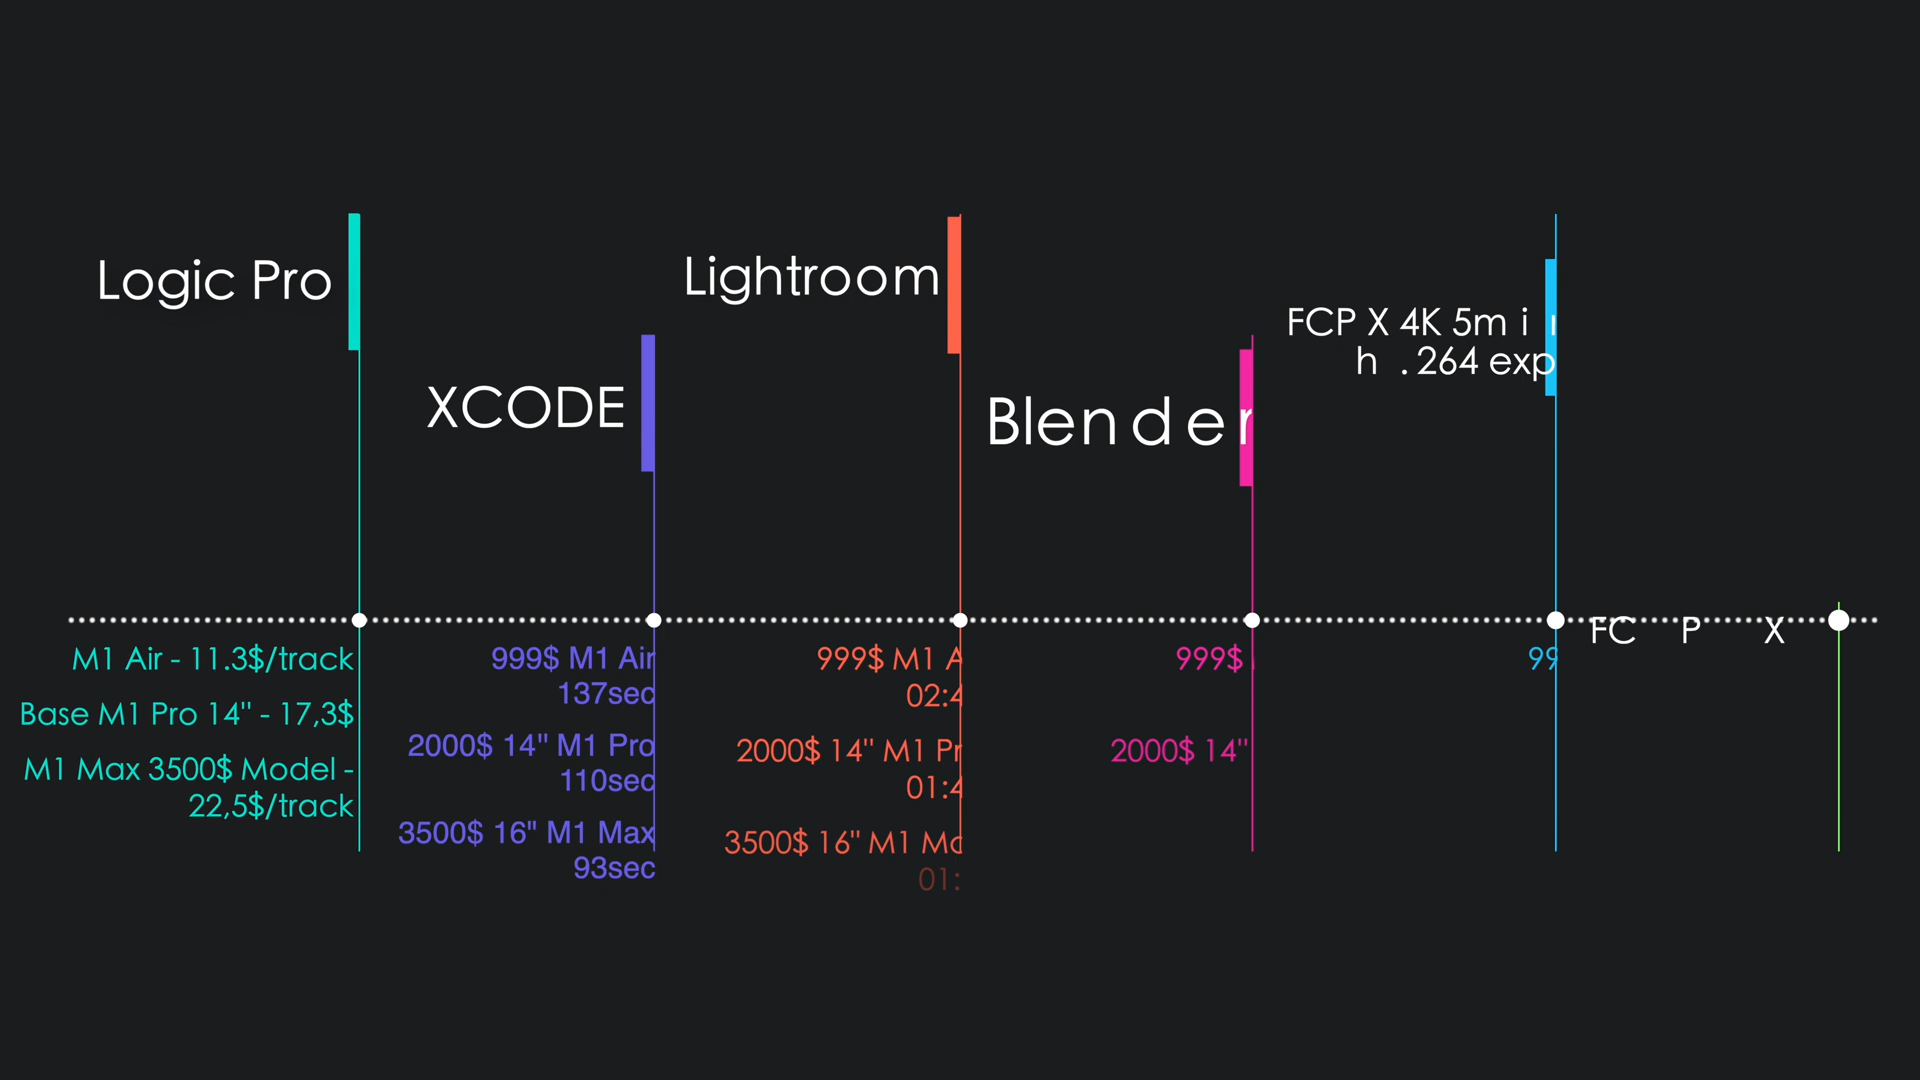 Logic Pro
M1 Air - 11.3$/track
Base M1 Pro 14" - 17,3$
M1 Max 3500$ Model -
22,5$/track
XCODE
999$ M1 Air
137sec
2000$ 14" M1 Pro
110sec
3500$ 16" M1 Max
93sec
Lightroom
999$ M1 A
02:4
2000$ 14" M1 Pr
01:4
3500$ 16" M1 Ma
01:
Blender
999$
2000$ 14"
FCP X 4K 5mi
h.264 exp
99
FCP X